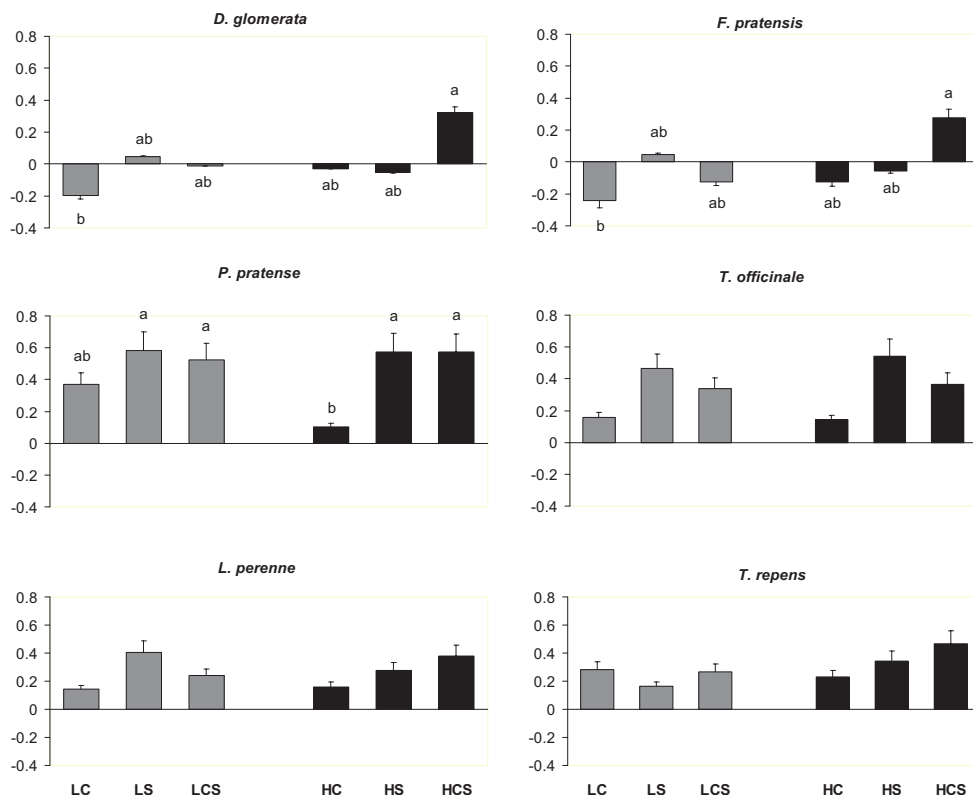 D. glomerata
0.8
0.6
0.4
0.2
0
-0.2
-0.4
b
ab
ab
ab
ab
a
F. pratensis
0.8
0.6
0.4
0.2
0
-0.2
-0.4
b
ab
ab
ab
ab
a
P. pratense
0.8
0.6
0.4
0.2
0
-0.2
-0.4
ab
a
a
b
a
a
T. officinale
0.8
0.6
0.4
0.2
0
-0.2
-0.4
L. perenne
0.8
0.6
0.4
0.2
0
-0.2
-0.4
LC LS LCS HC HS HCS
T. repens
0.8
0.6
0.4
0.2
0
-0.2
-0.4
LC LS LCS HC HS HCS